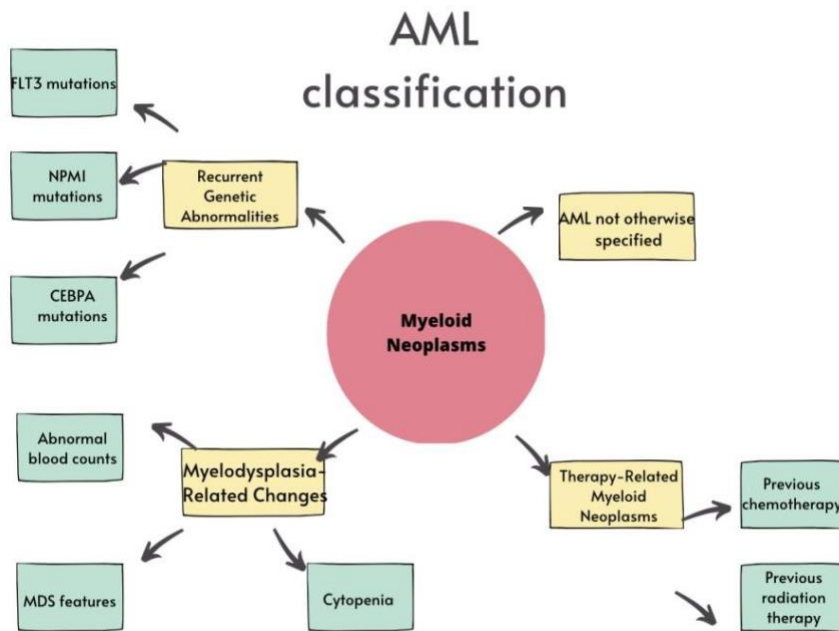 AML
classification
FLT3 mutations
NPMI
mutations
CEBPA
mutations
Recurrent
Genetic
Abnormalities
AML not otherwise
specified
Myeloid
Neoplasms
Abnormal
blood counts
Myelodysplasia-
Related Changes
MDS features
Cytopenia
Therapy-Related
Myeloid
Neoplasms
Previous
chemotherapy
Previous
radiation
therapy